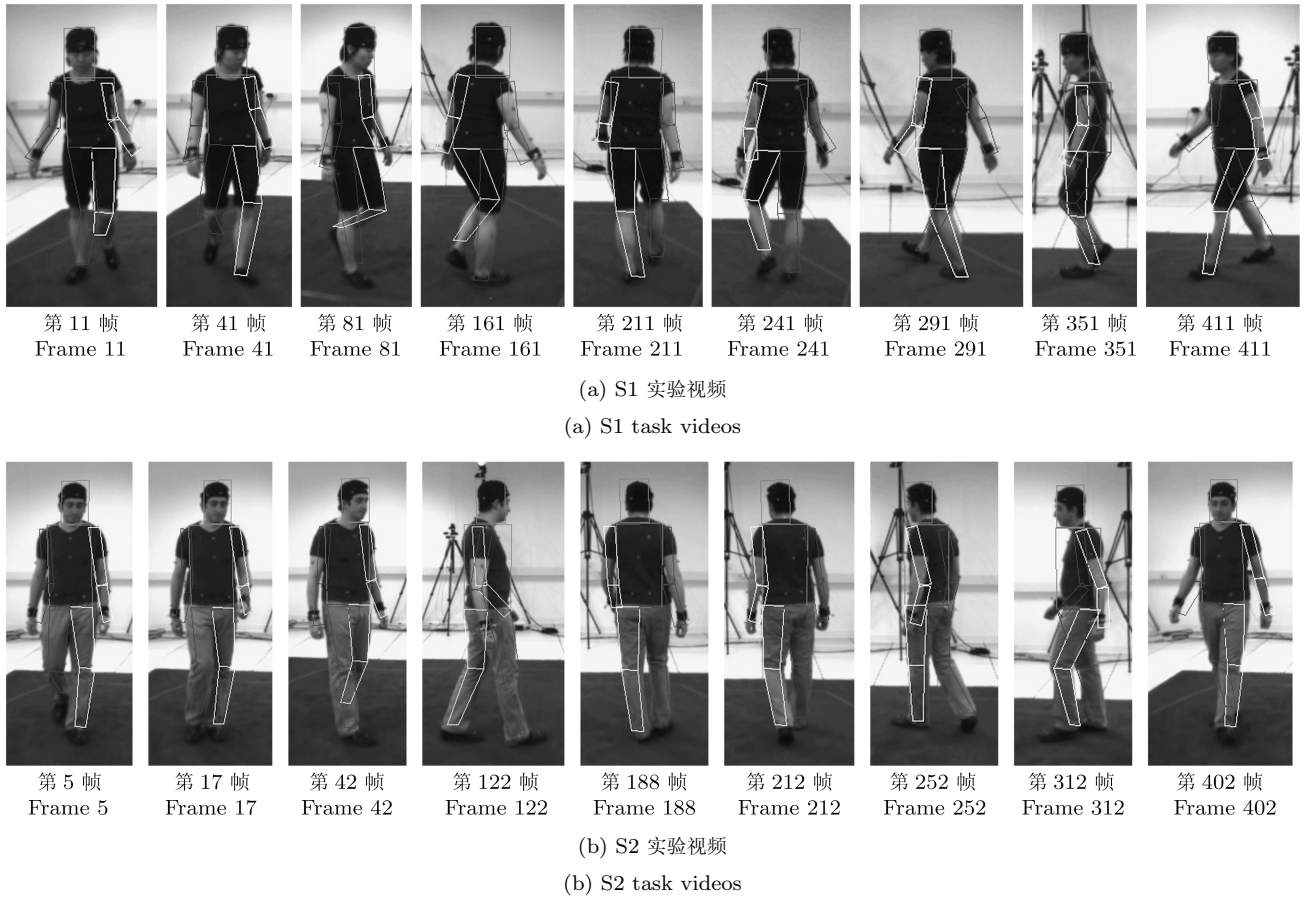 第 11 帧 第 41 帧 第 81 帧 第 161 帧 第 211 帧 第 241 帧 第 291 帧 第 351 帧 第 411 帧
Frame 11 Frame 41 Frame 81 Frame 161 Frame 211 Frame 241 Frame 291 Frame 351 Frame 411
(a) S1 实验视频
(a) S1 task videos
第 5 帧 第 17 帧 第 42 帧 第 122 帧 第 188 帧 第 212 帧 第 252 帧 第 312 帧 第 402 帧
Frame 5 Frame 17 Frame 42 Frame 122 Frame 188 Frame 212 Frame 252 Frame 312 Frame 402
(b) S2 实验视频
(b) S2 task videos